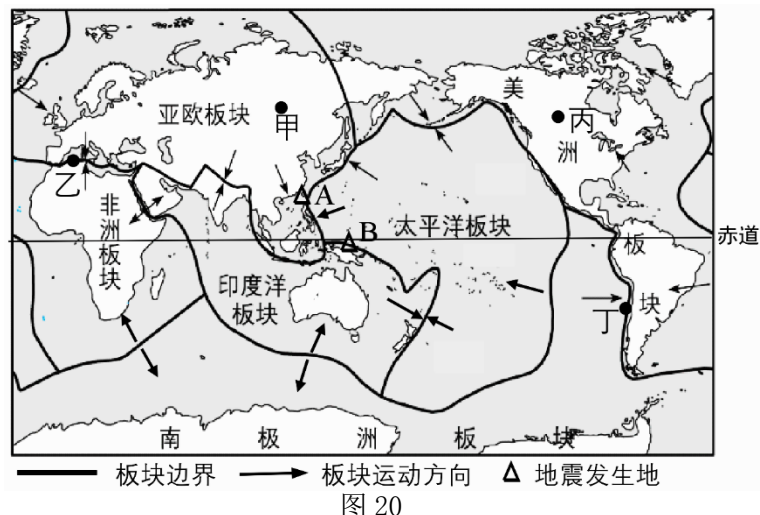 亚欧板块
甲
美
丙
洲
乙
A
非洲板块
B
太平洋板块
赤道
板
印度洋
板块
丁
块
南极洲板块
板块边界
板块运动方向
地震发生地
图 20